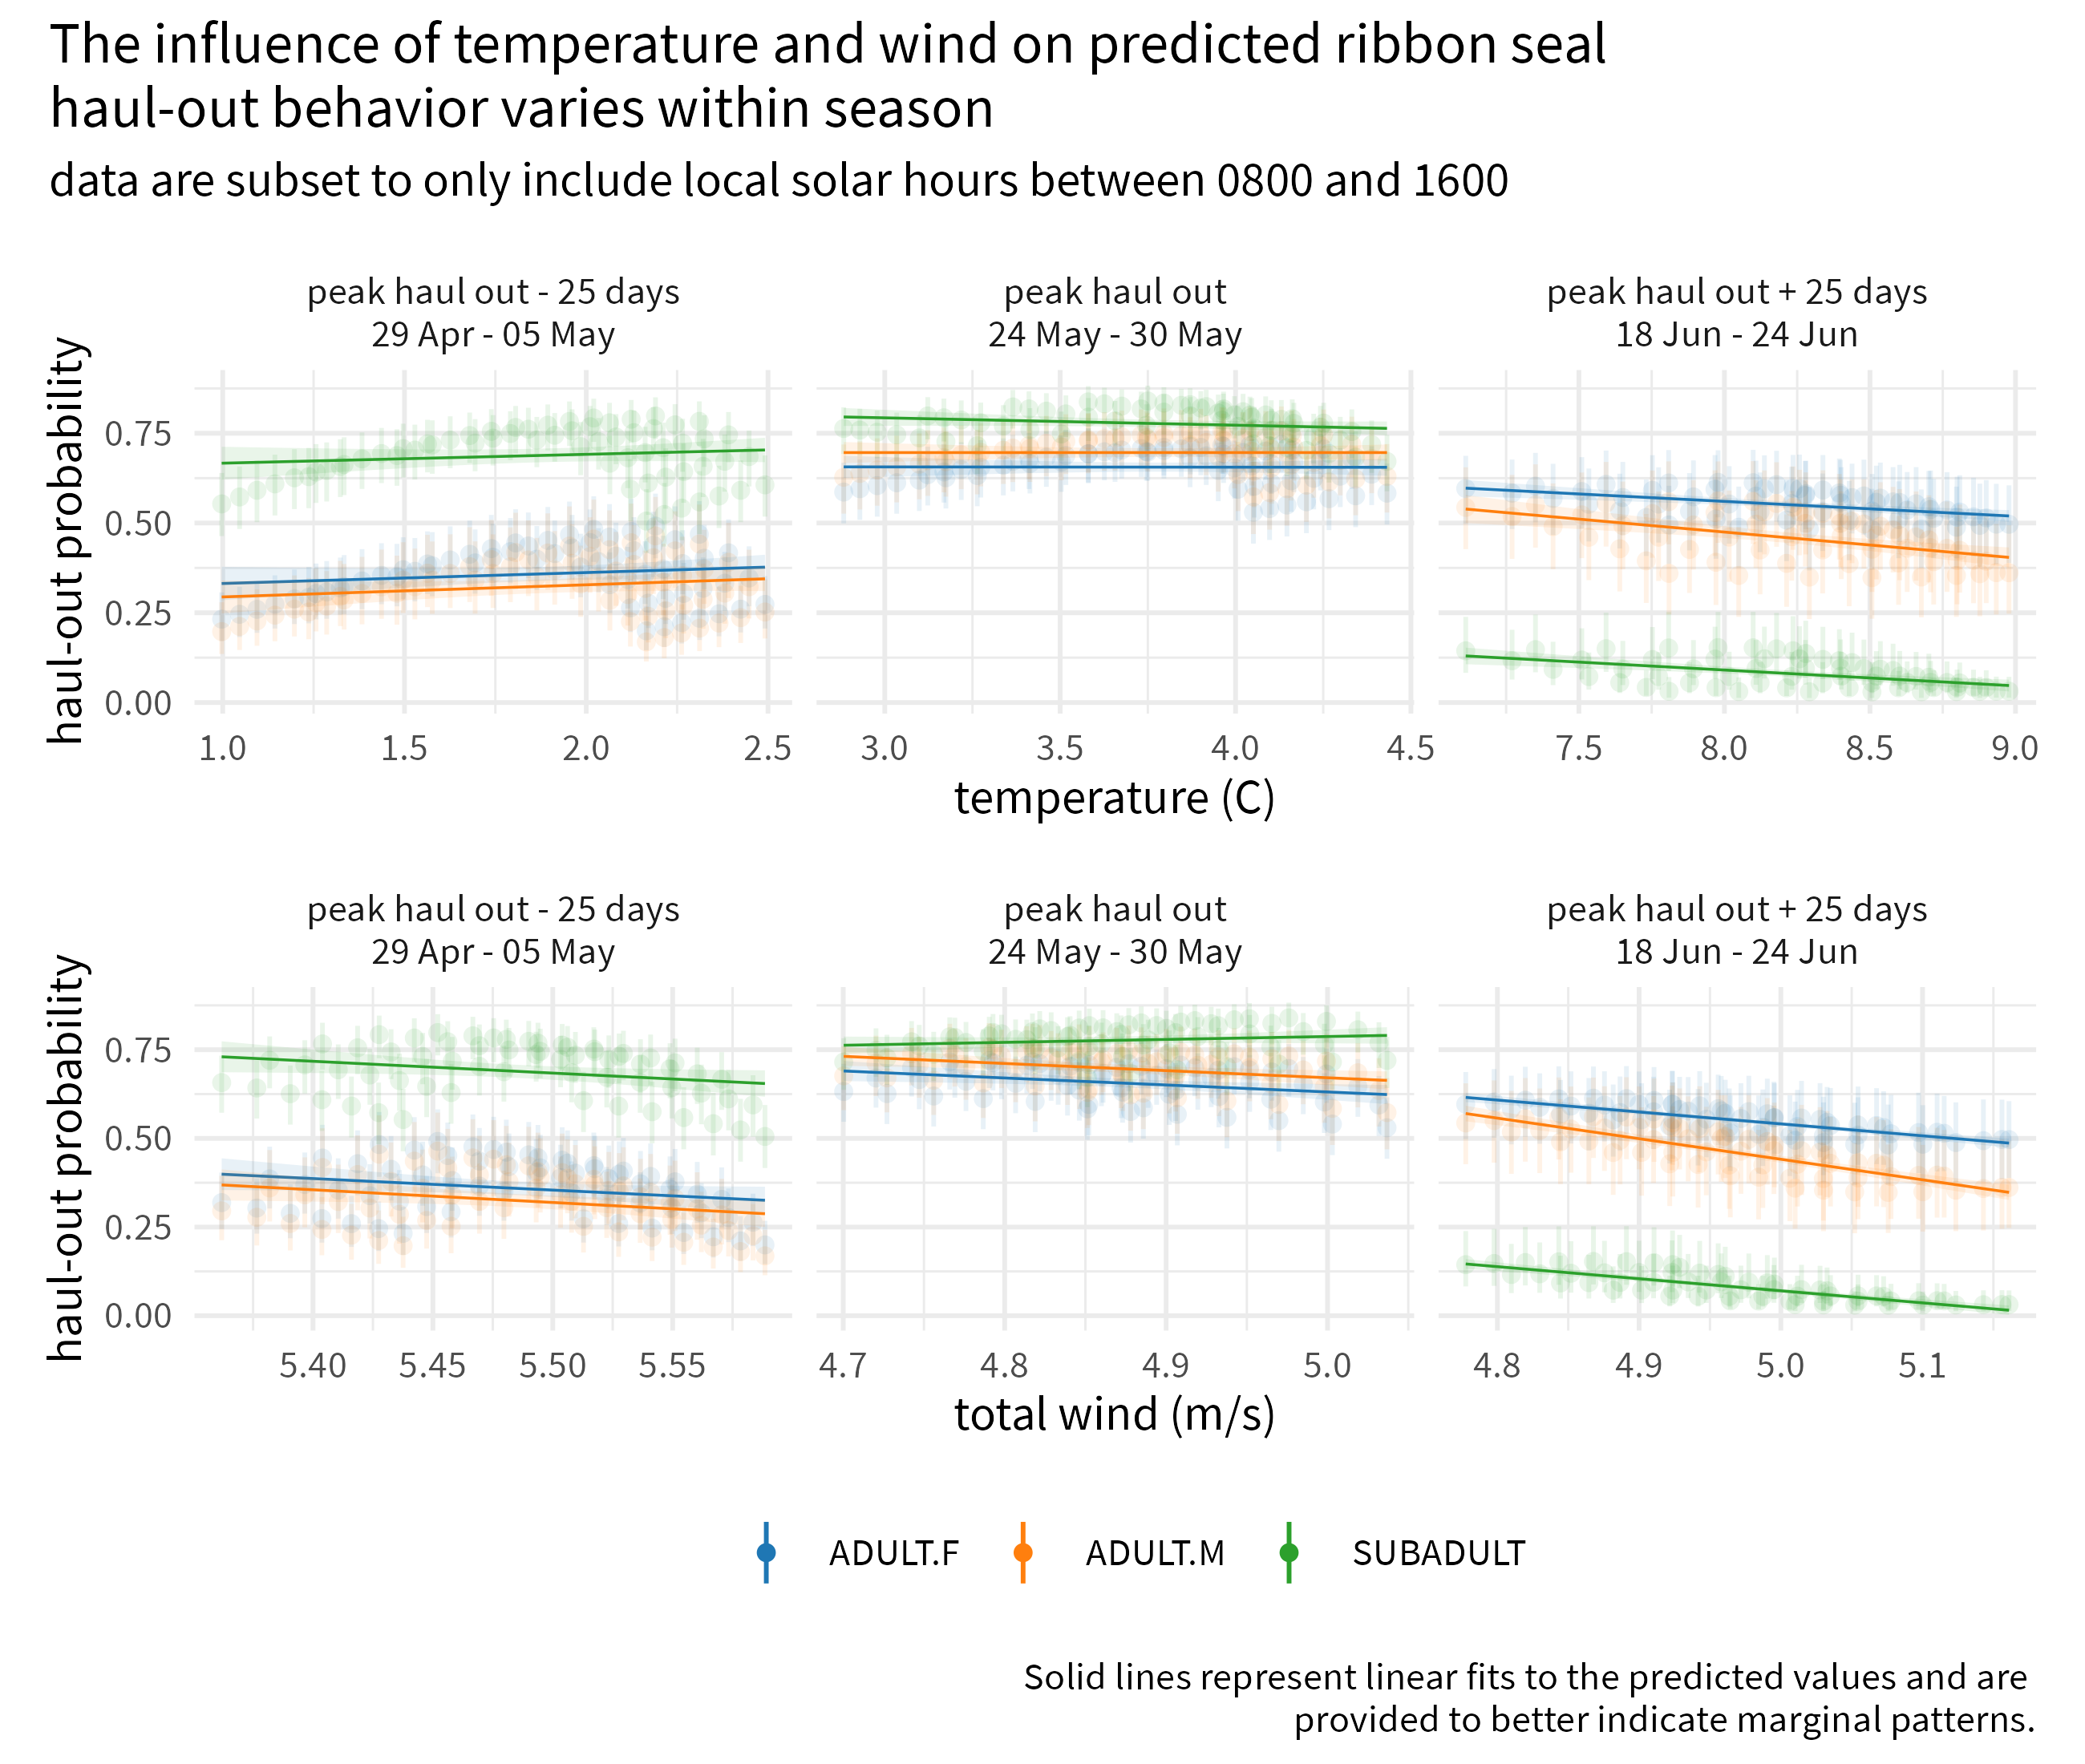 The influence of temperature and wind on predicted ribbon seal
haul-out behavior varies within season
data are subset to only include local solar hours between 0800 and 1600
peak haul out - 25 days
29 Apr - 05 May
peak haul out
24 May - 30 May
peak haul out + 25 days
18 Jun - 24 Jun
haul-out probability
0.75
0.50
0.25
0.00
1.0 1.5 2.0 2.5 3.0 3.5 4.0 4.5 7.5 8.0 8.5 9.0
temperature (C)
peak haul out - 25 days
29 Apr - 05 May
peak haul out
24 May - 30 May
peak haul out + 25 days
18 Jun - 24 Jun
haul-out probability
0.75
0.50
0.25
0.00
5.40 5.45 5.50 5.55 4.7 4.8 4.9 5.0 4.8 4.9 5.0 5.1
total wind (m/s)
ADULT.F ADULT.M SUBADULT
Solid lines represent linear fits to the predicted values and are
provided to better indicate marginal patterns.